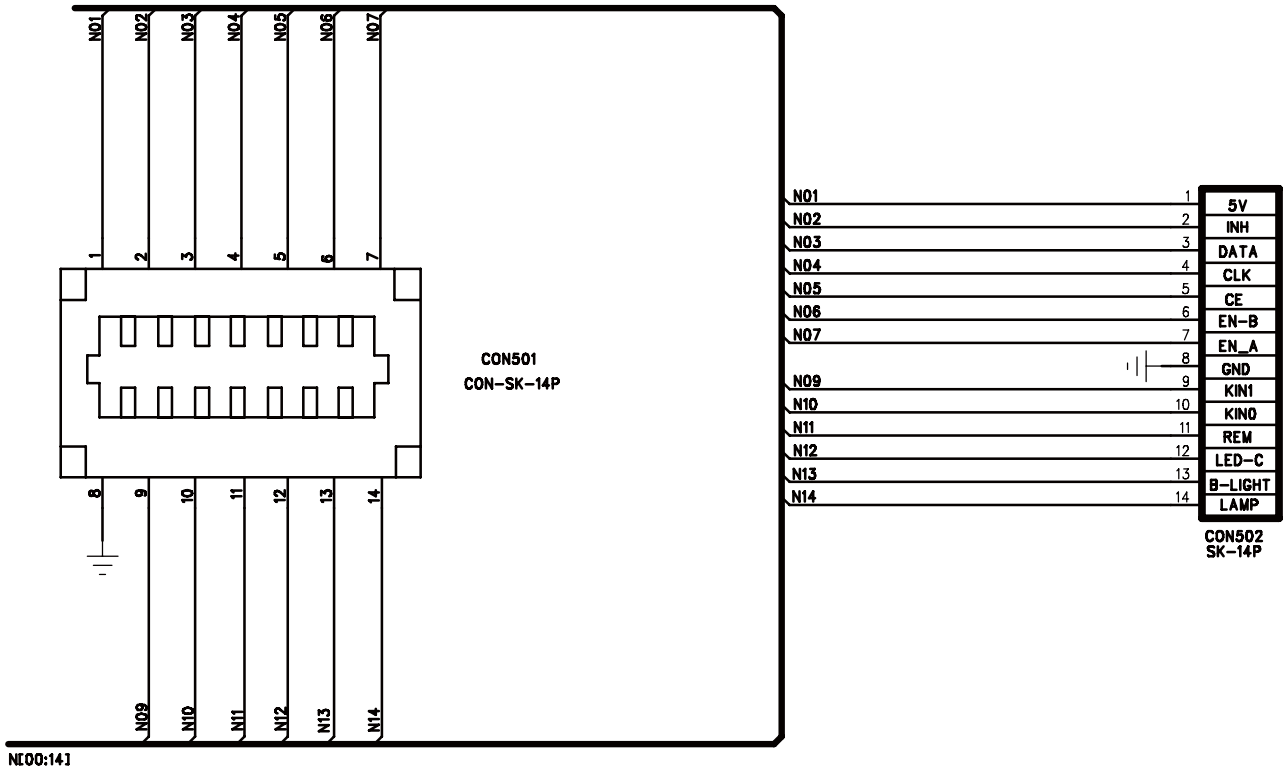 N01 N02 N03 N04 N05 N06 N07
1 2 3 4 5 6 7
CON501
CON-SK-14P
8 9 10 11 12 13 14
N09 N10 N11 N12 N13 N14
N[00:14]
N01 1 5V
N02 2 INH
N03 3 DATA
N04 4 CLK
N05 5 CE
N06 6 EN-B
N07 7 EN_A
8 GND
N09 9 KIN1
N10 10 KIN0
N11 11 REM
N12 12 LED-C
N13 13 B-LIGHT
N14 14 LAMP
CON502
SK-14P